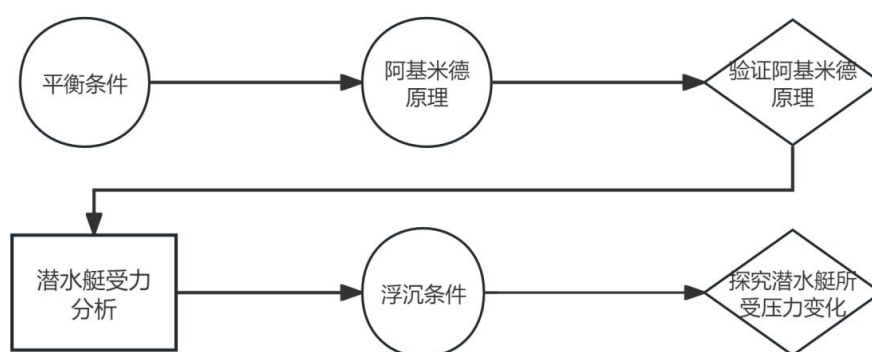 平衡条件
阿基米德
原理
验证阿基米德
原理
潜水艇受力
分析
浮沉条件
探究潜水艇所
受压力变化